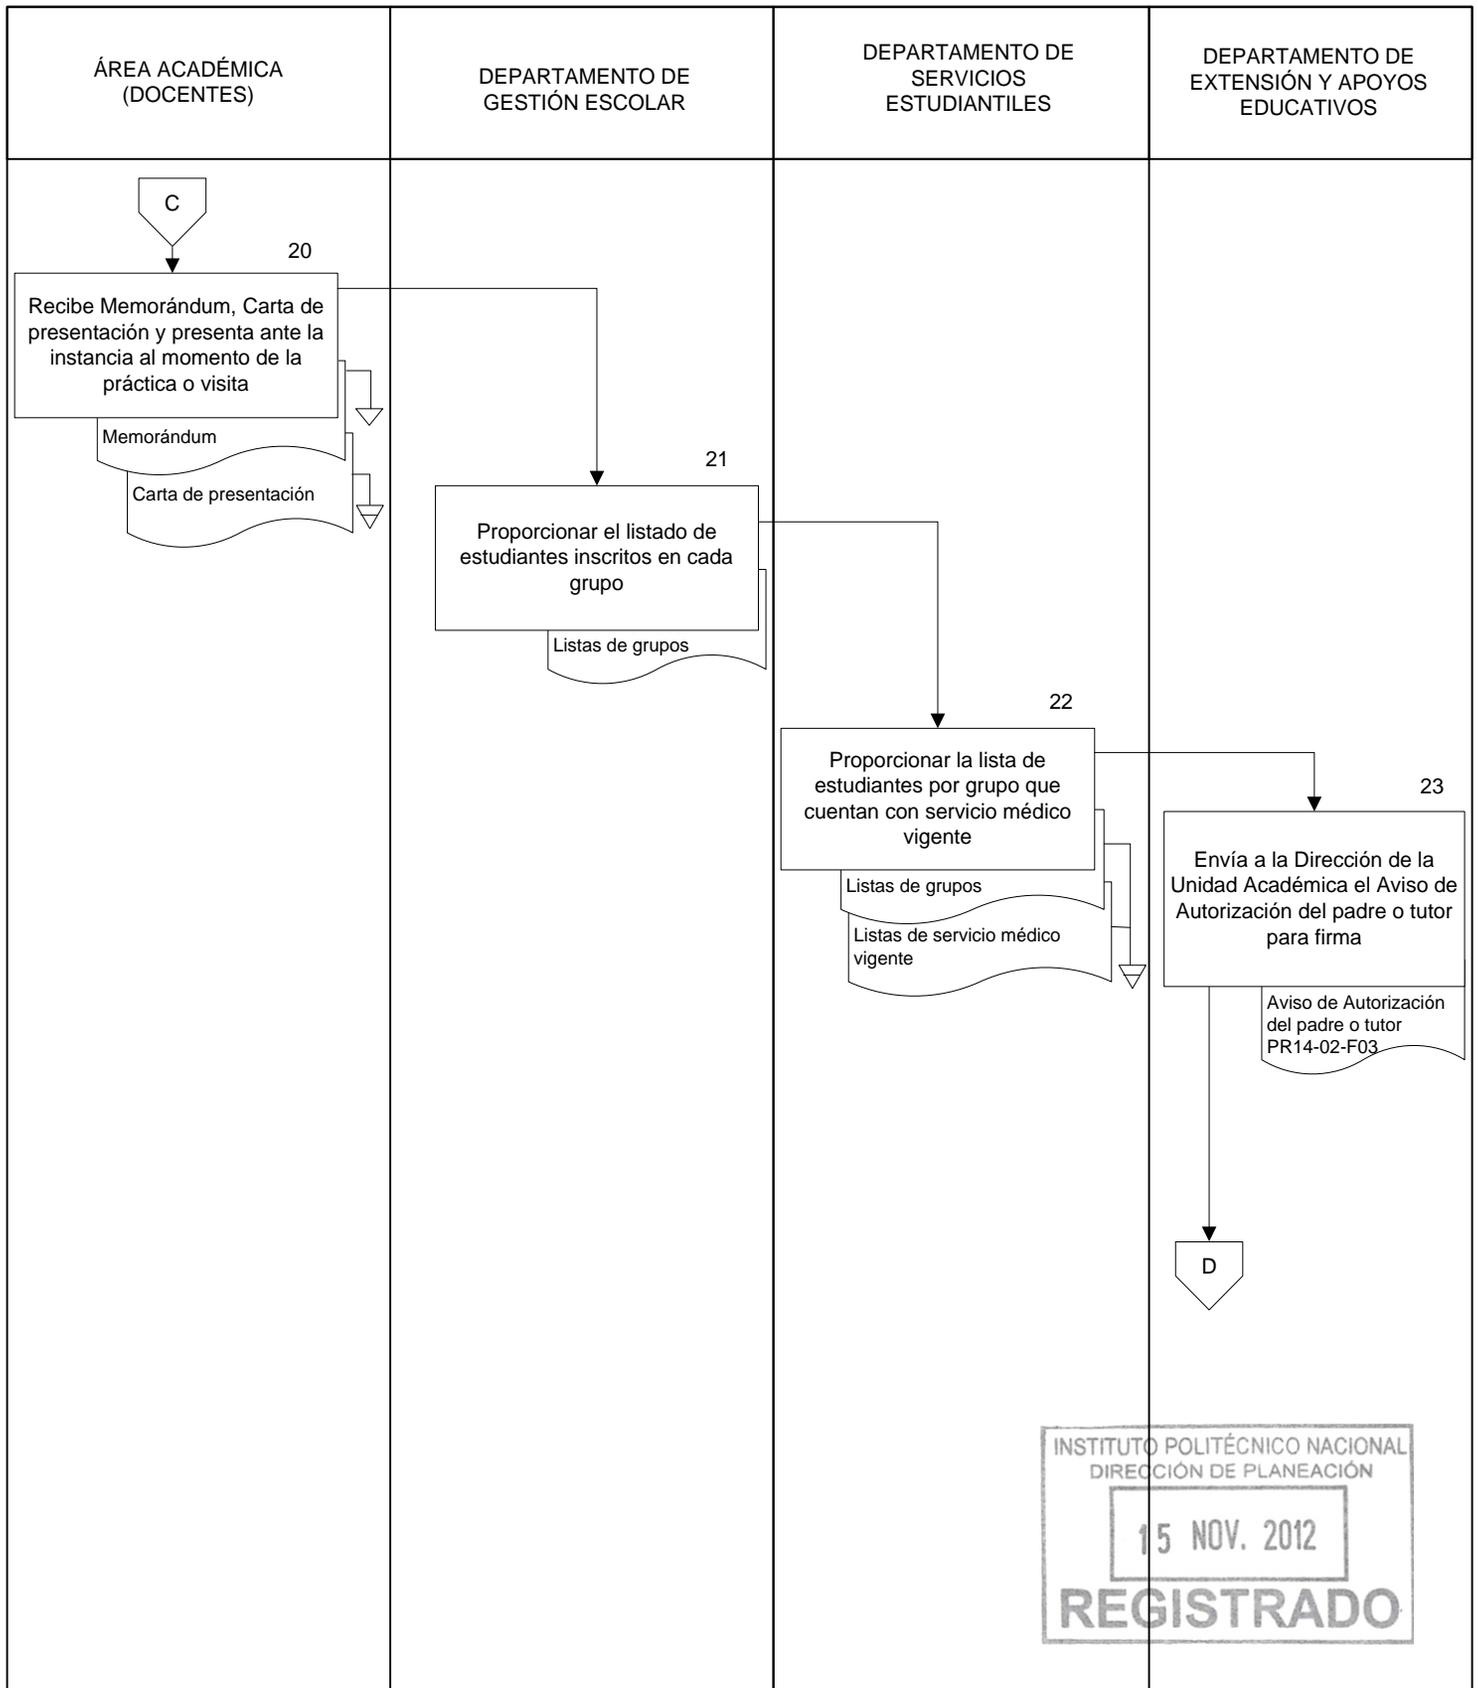 ÁREA ACADÉMICA
(DOCENTES)
DEPARTAMENTO DE
GESTIÓN ESCOLAR
DEPARTAMENTO DE
SERVICIOS
ESTUDIANTILES
DEPARTAMENTO DE
EXTENSIÓN Y APOYOS
EDUCATIVOS
C
20
Recibe Memorándum, Carta de
presentación y presenta ante la
instancia al momento de la
práctica o visita
Memorándum
Carta de presentación
21
Proporcionar el listado de
estudiantes inscritos en cada
grupo
Listas de grupos
22
Proporcionar la lista de
estudiantes por grupo que
cuentan con servicio médico
vigente
Listas de grupos
Listas de servicio médico
vigente
23
Envía a la Dirección de la
Unidad Académica el Aviso de
Autorización del padre o tutor
para firma
Aviso de Autorización
del padre o tutor
PR14-02-F03
D
INSTITUTO POLITÉCNICO NACIONAL
DIRECCIÓN DE PLANEACIÓN
15 NOV. 2012
REGISTRADO